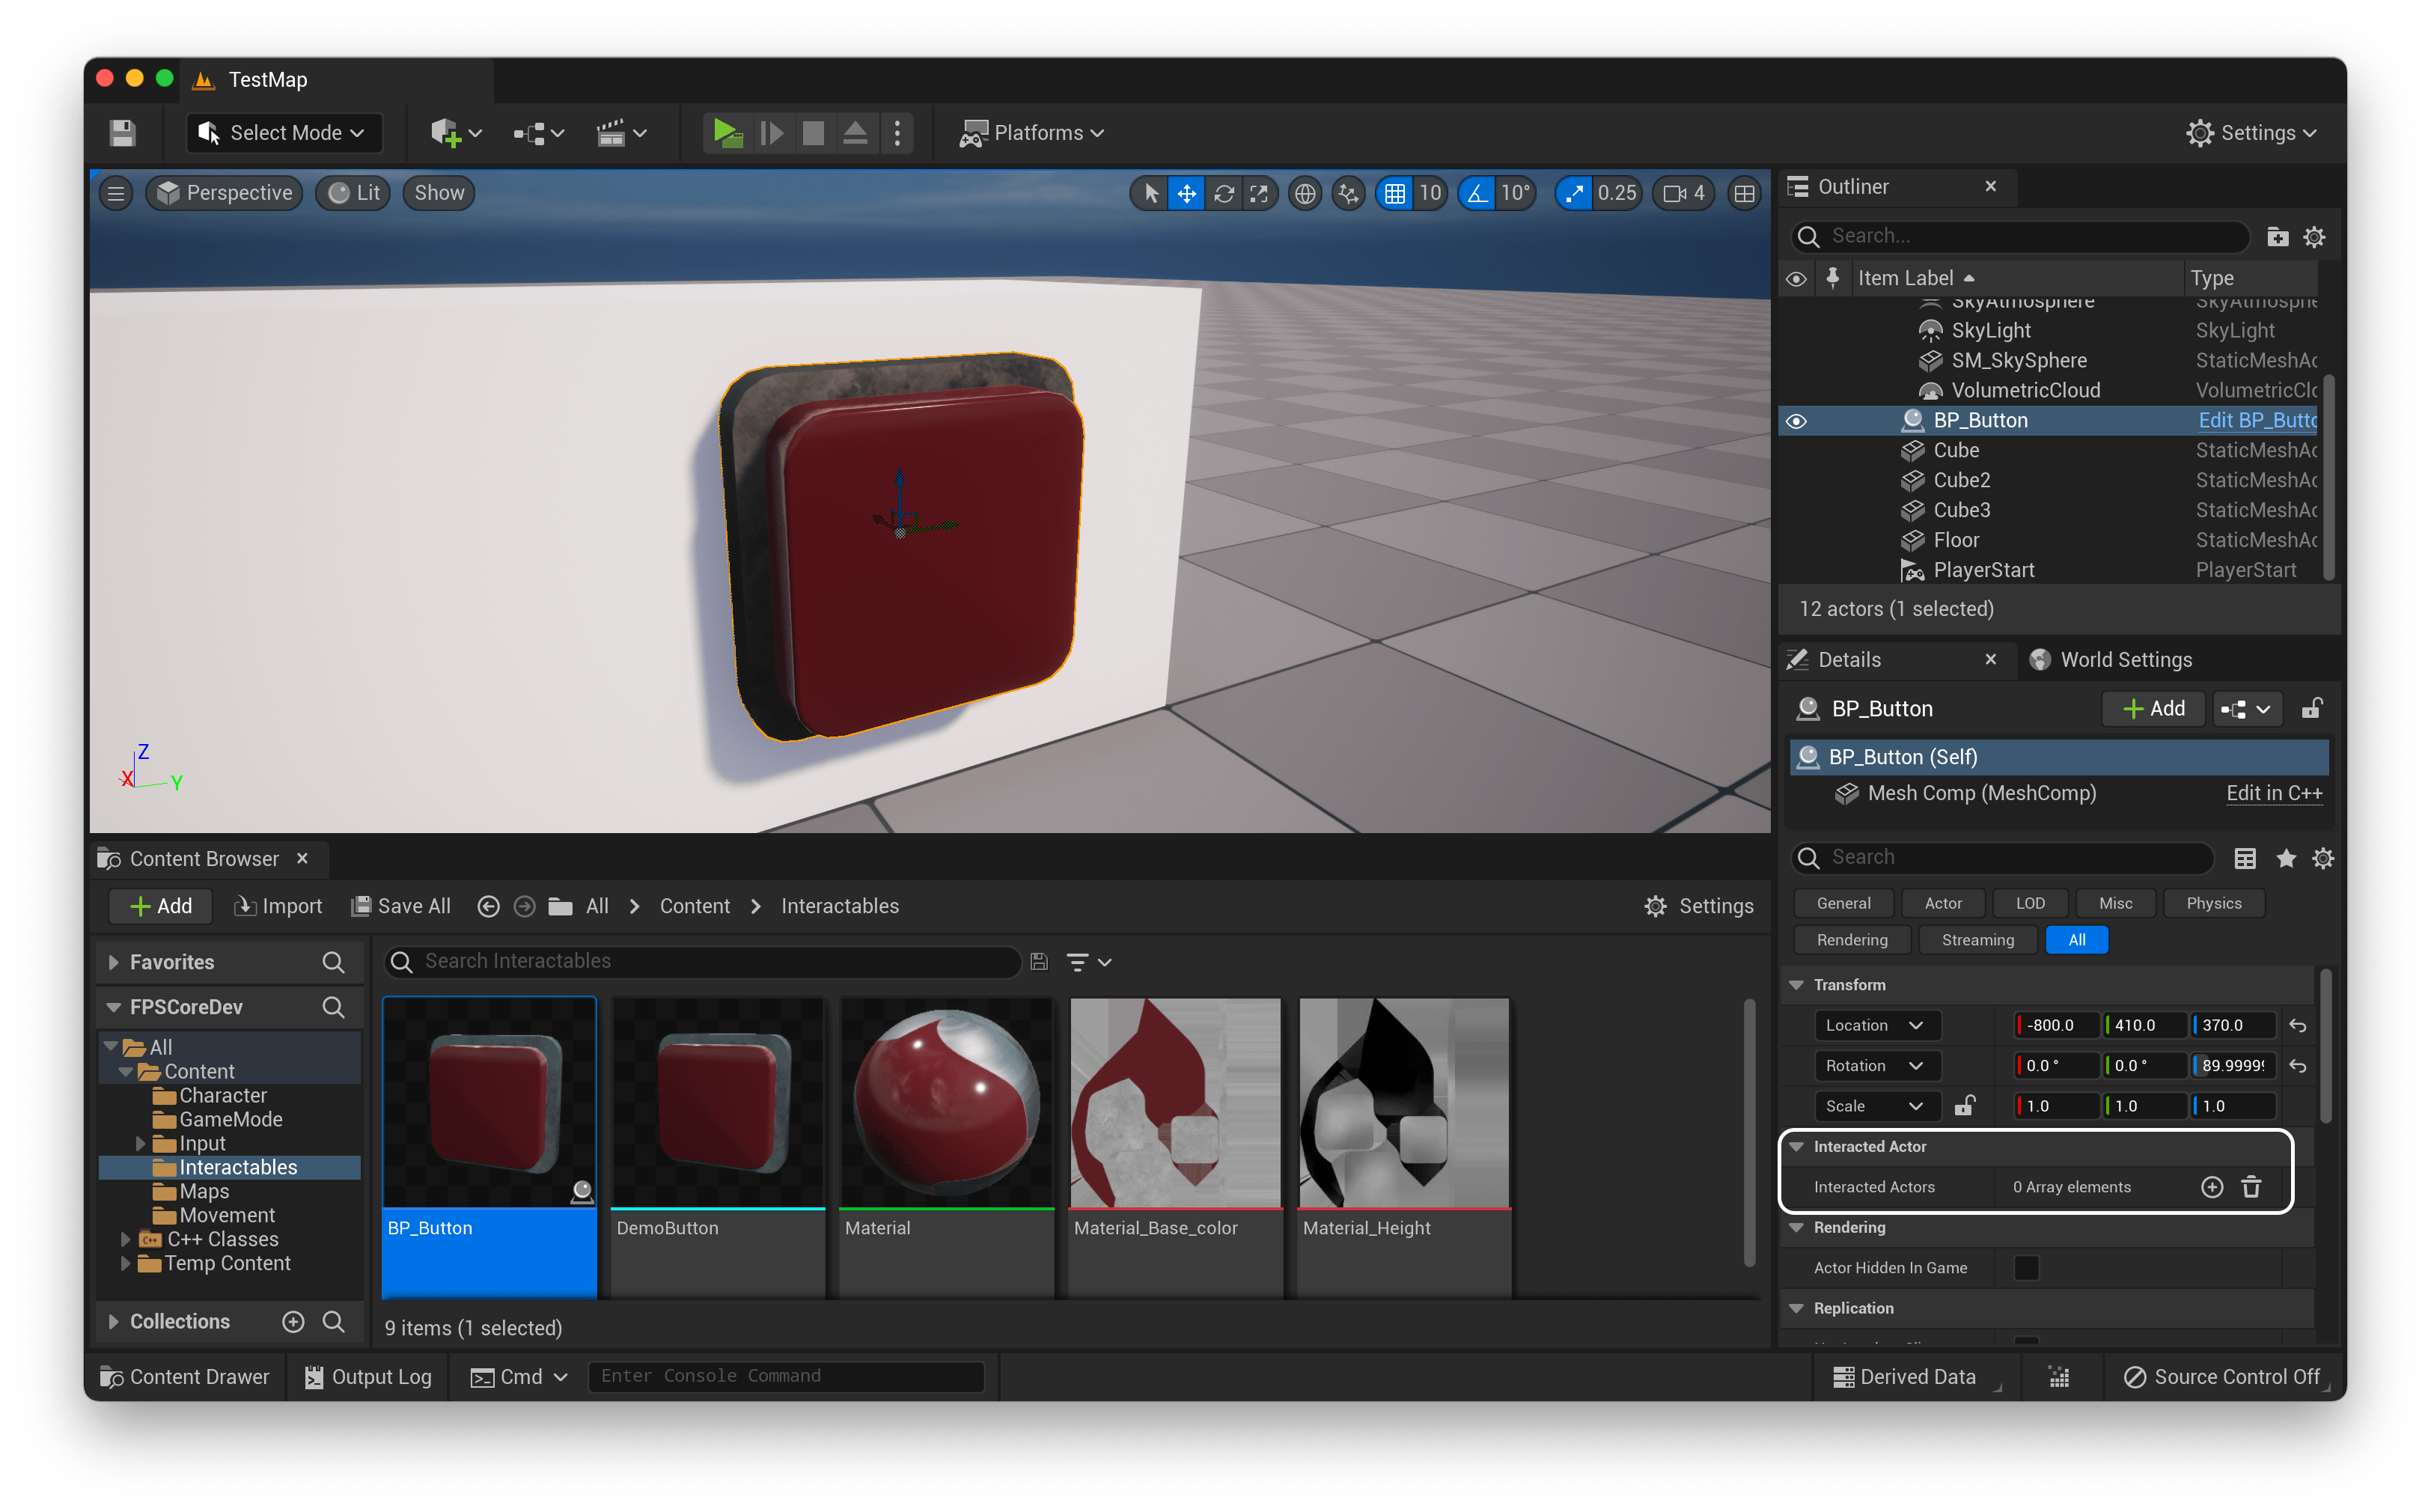 TestMap
Select Mode
Platforms
Settings
Perspective
Lit
Show
10
10°
0.25
4
Outliner
Search...
Item Label
Type
SkyAtmosphere
SkyAtmosphe
SkyLight
SkyLight
SM_SkySphere
StaticMeshAc
VolumetricCloud
VolumetricClo
BP_Button
Edit BP_Butto
Cube
StaticMeshAc
Cube2
StaticMeshAc
Cube3
StaticMeshAc
Floor
StaticMeshAc
PlayerStart
PlayerStart
12 actors (1 selected)
Z
X
Y
Details
World Settings
BP_Button
Add
BP_Button (Self)
Mesh Comp (MeshComp)
Edit in C++
Search
General
Actor
LOD
Misc
Physics
Rendering
Streaming
All
Transform
Location
-800.0
410.0
370.0
Rotation
0.0 °
0.0 °
89.9999
Scale
1.0
1.0
1.0
Interacted Actor
Interacted Actors
0 Array elements
Rendering
Actor Hidden In Game
Replication
Content Browser
Add
Import
Save All
All
Content
Interactables
Settings
Favorites
Search Interactables
FPSCoreDev
All
Content
Character
GameMode
Input
Interactables
Maps
Movement
C++ Classes
Temp Content
Collections
BP_Button
DemoButton
Material
Material_Base_color
Material_Height
9 items (1 selected)
Content Drawer
Output Log
Cmd
Enter Console Command
Derived Data
Source Control Off